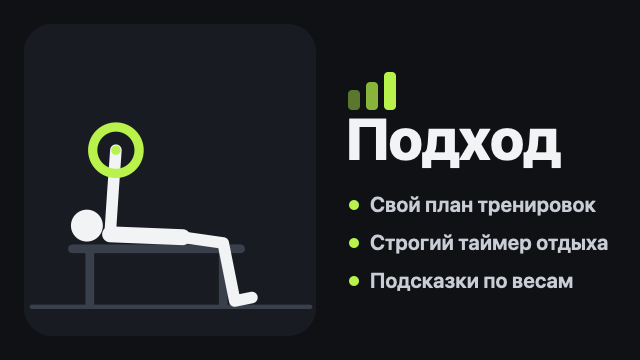 Подход
Свой план тренировок
Строгий таймер отдыха
Подсказки по весам